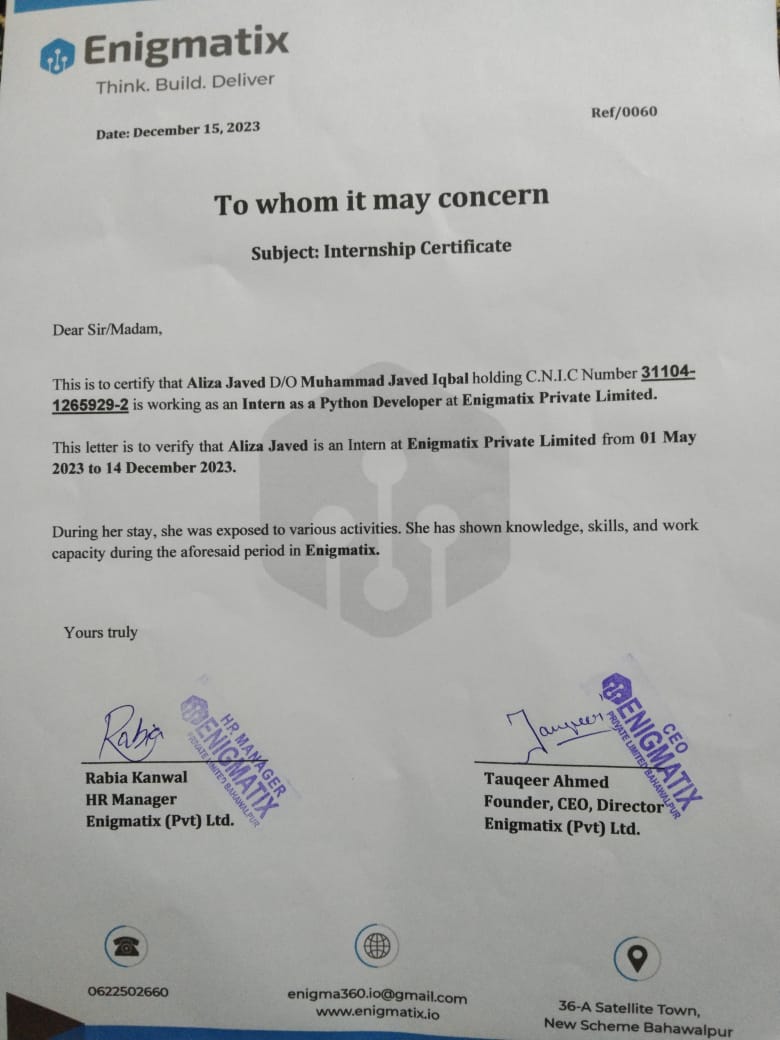 Enigmatix
Think. Build. Deliver
Ref/0060
Date: December 15, 2023
To whom it may concern
Subject: Internship Certificate
Dear Sir/Madam,
This is to certify that Aliza Javed D/O Muhammad Javed Iqbal holding C.N.I.C Number 31104-
1265929-2 is working as an Intern as a Python Developer at Enigmatix Private Limited.
This letter is to verify that Aliza Javed is an Intern at Enigmatix Private Limited from 01 May
2023 to 14 December 2023.
During her stay, she was exposed to various activities. She has shown knowledge, skills, and work
capacity during the aforesaid period in Enigmatix.
Yours truly
Rabia
HR MANAGER
ENIGMATIX
PRIVATE LIMITED BAHAWALPUR
Rabia Kanwal
HR Manager
Enigmatix (Pvt) Ltd.
Tauqeer
CEO
ENIGMATIX
PRIVATE LIMITED BAHAWALPUR
Tauqeer Ahmed
Founder, CEO, Director
Enigmatix (Pvt) Ltd.
0622502660
enigma360.io@gmail.com
www.enigmatix.io
36-A Satellite Town,
New Scheme Bahawalpur